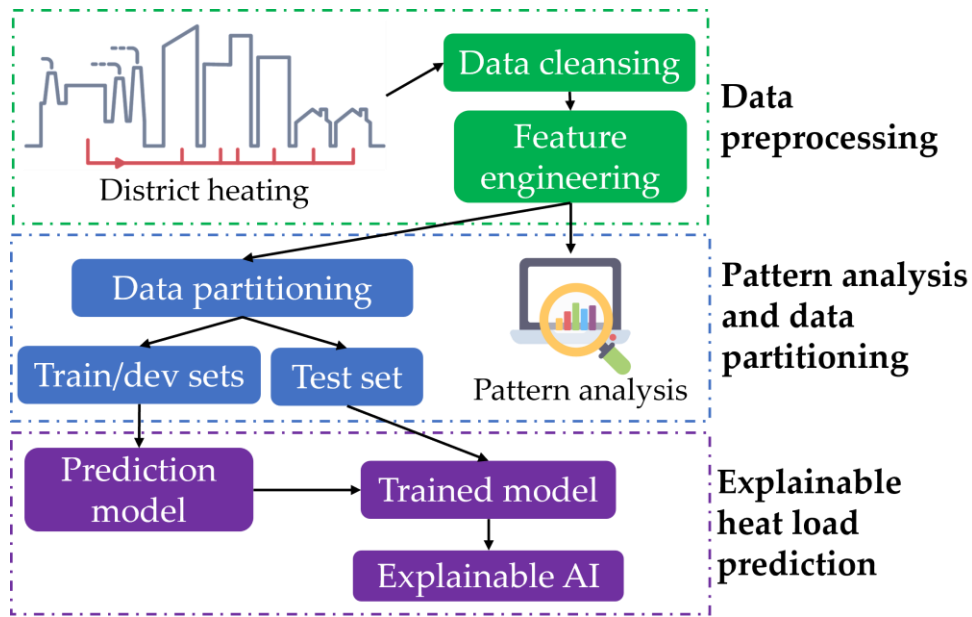 Data cleansing
Feature
engineering
District heating
Data
preprocessing
Data partitioning
Train/dev sets
Test set
Pattern analysis
Pattern analysis
and data
partitioning
Prediction
model
Trained model
Explainable AI
Explainable
heat load
prediction